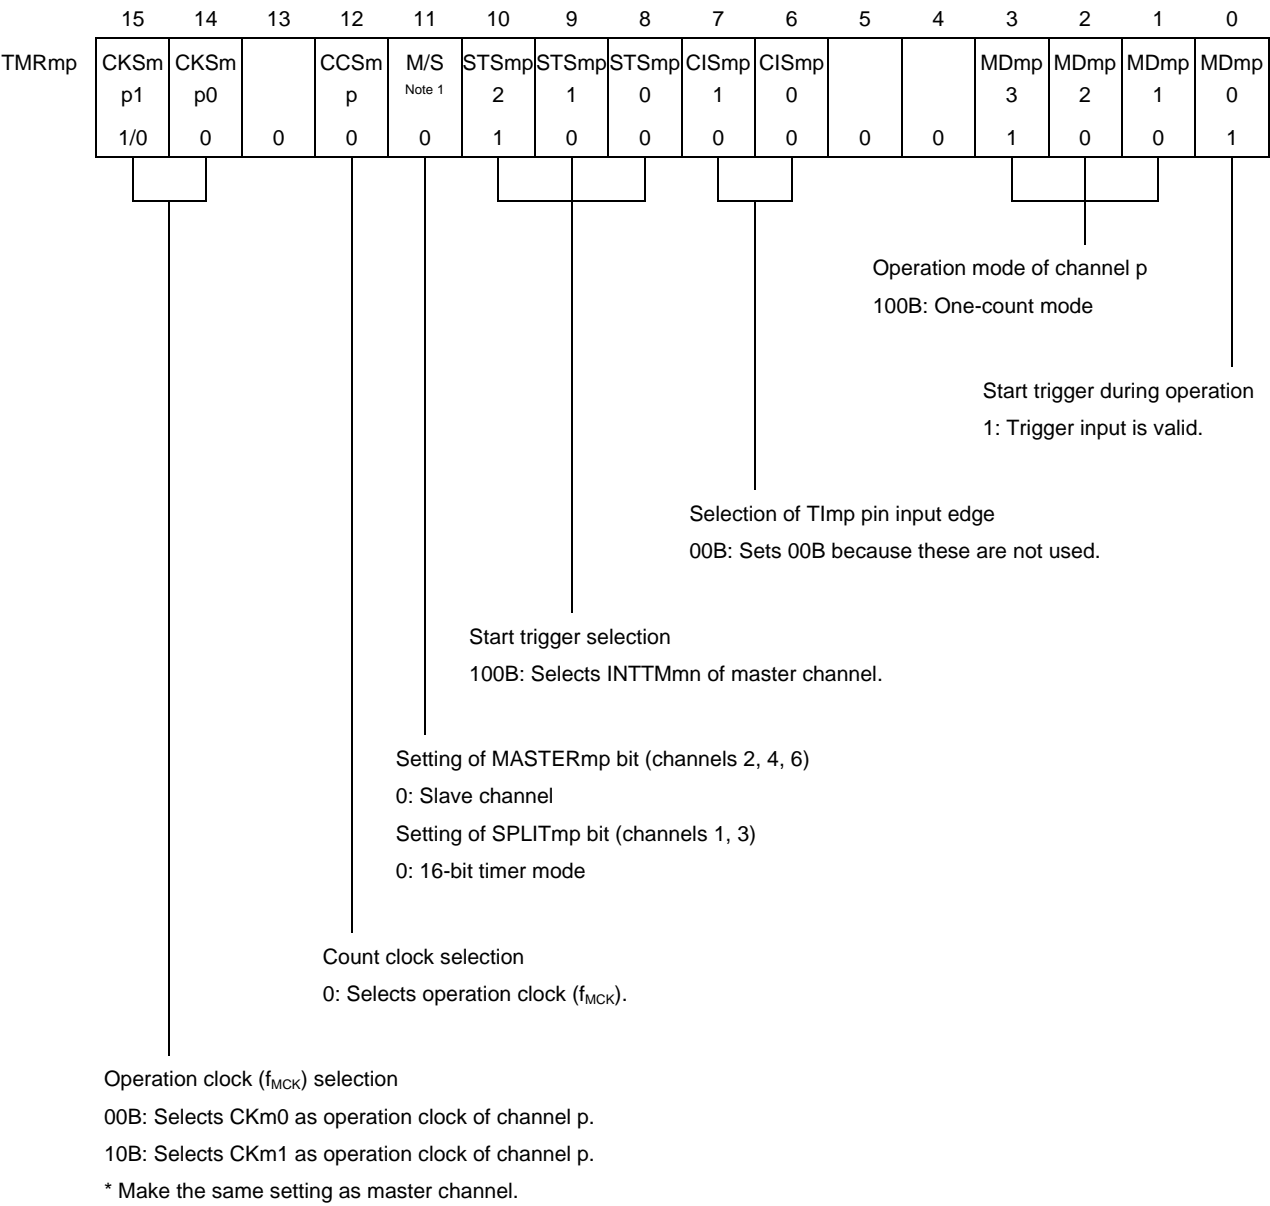 15 14 13 12 11 10 9 8 7 6 5 4 3 2 1 0
TMRmp CKSm CKSm CCSm M/S STSmp STSmp STSmp CISmp CISmp MDmp MDmp MDmp MDmp
p1 p0 p Note 1 2 1 0 1 0 3 2 1 0
1/0 0 0 0 0 1 0 0 0 0 0 0 1 0 0 1
Operation mode of channel p
100B: One-count mode
Start trigger during operation
1: Trigger input is valid.
Selection of TImp pin input edge
00B: Sets 00B because these are not used.
Start trigger selection
100B: Selects INTTMmn of master channel.
Setting of MASTERmp bit (channels 2, 4, 6)
0: Slave channel
Setting of SPLITmp bit (channels 1, 3)
0: 16-bit timer mode
Count clock selection
0: Selects operation clock (fMCK).
Operation clock (fMCK) selection
00B: Selects CKm0 as operation clock of channel p.
10B: Selects CKm1 as operation clock of channel p.
* Make the same setting as master channel.